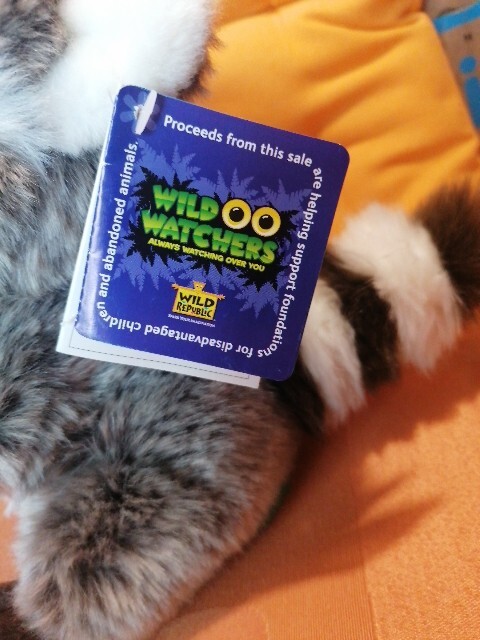 Proceeds from this sale
are helping support foundations
for disadvantaged children
and abandoned animals.
WILD
WATCHERS
ALWAYS WATCHING OVER YOU
WILD
REPUBLIC